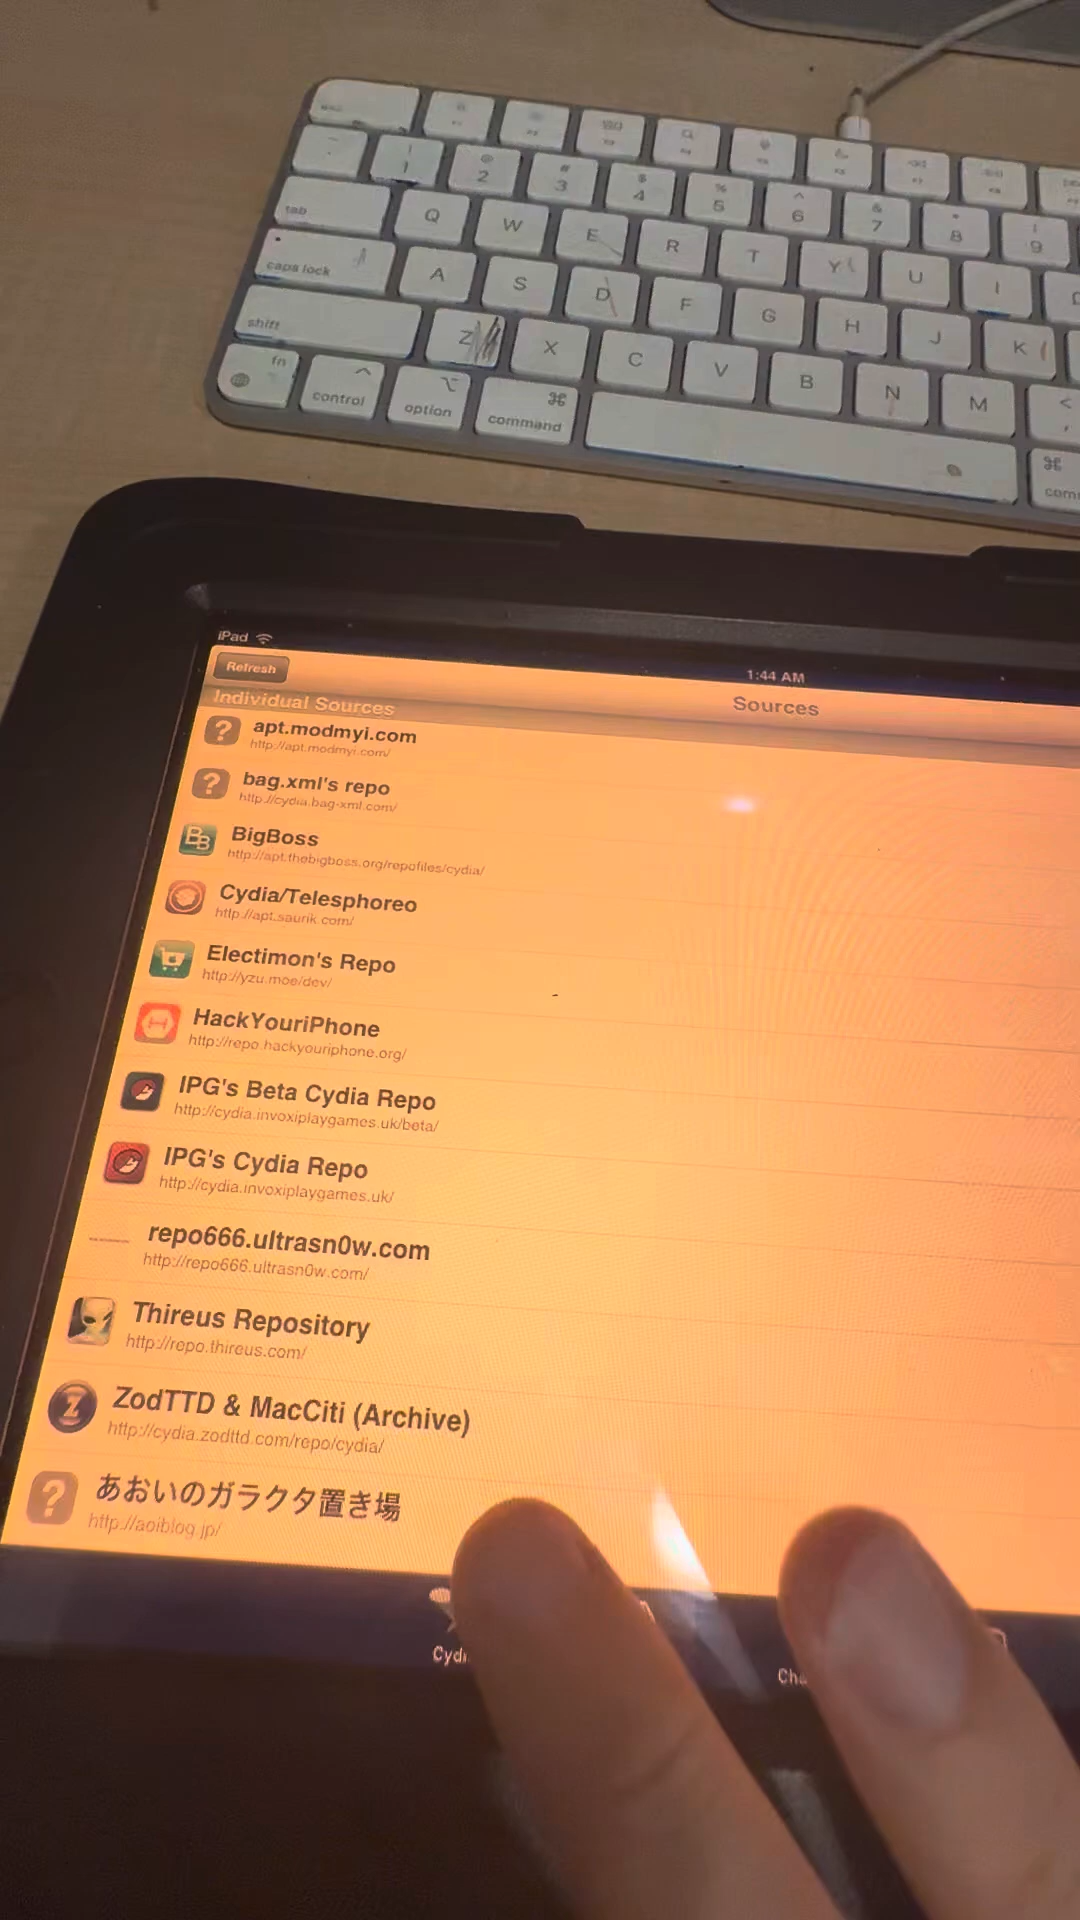 ! @ # $ % ^ & *
1 2 3 4 5 6 7 8 9
tab Q W E R T Y U I
caps lock A S D F G H J K
shift Z X C V B N M <
,
fn ^ ⌥ ⌘ ⌘
control option command
iPad 1:44 AM
Refresh Sources
Individual Sources
? apt.modmyi.com
http://apt.modmyi.com/
? bag.xml's repo
http://cydia.bag-xml.com/
BB BigBoss
http://apt.thebigboss.org/repofiles/cydia/
Cydia/Telesphoreo
http://apt.saurik.com/
Electimon's Repo
http://yzu.moe/dev/
HackYouriPhone
http://repo.hackyouriphone.org/
IPG's Beta Cydia Repo
http://cydia.invoxiplaygames.uk/beta/
IPG's Cydia Repo
http://cydia.invoxiplaygames.uk/
repo666.ultrasn0w.com
http://repo666.ultrasn0w.com/
Thireus Repository
http://repo.thireus.com/
Z ZodTTD & MacCiti (Archive)
http://cydia.zodttd.com/repo/cydia/
? あおいのガラクタ置き場
http://aoiblog.jp/